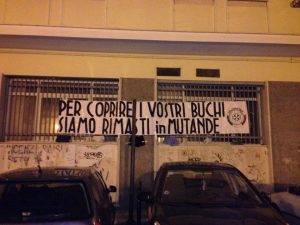 PER COPRIRE I VOSTRI BUCHI
SIAMO RIMASTI in MUTANDE